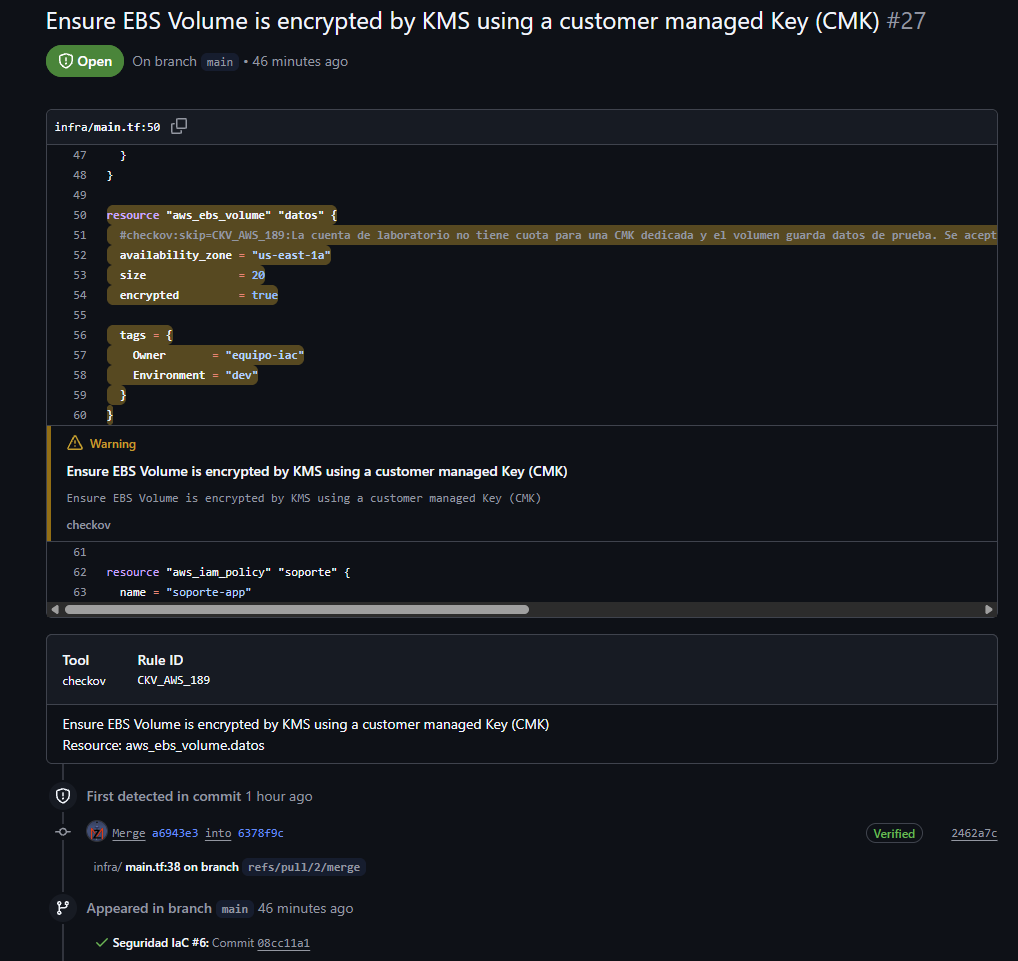 Ensure EBS Volume is encrypted by KMS using a customer managed Key (CMK) #27
Open On branch main • 46 minutes ago
infra/main.tf:50
47 }
48 }
49
50 resource "aws_ebs_volume" "datos" {
51 #checkov:skip=CKV_AWS_189:La cuenta de laboratorio no tiene cuota para una CMK dedicada y el volumen guarda datos de prueba. Se acept
52 availability_zone = "us-east-1a"
53 size = 20
54 encrypted = true
55
56 tags = {
57 Owner = "equipo-iac"
58 Environment = "dev"
59 }
60 }
Warning
Ensure EBS Volume is encrypted by KMS using a customer managed Key (CMK)
Ensure EBS Volume is encrypted by KMS using a customer managed Key (CMK)
checkov
61
62 resource "aws_iam_policy" "soporte" {
63 name = "soporte-app"
Tool Rule ID
checkov CKV_AWS_189
Ensure EBS Volume is encrypted by KMS using a customer managed Key (CMK)
Resource: aws_ebs_volume.datos
First detected in commit 1 hour ago
Merge a6943e3 into 6378f9c Verified 2462a7c
infra/ main.tf:38 on branch refs/pull/2/merge
Appeared in branch main 46 minutes ago
Seguridad IaC #6: Commit 08cc11a1